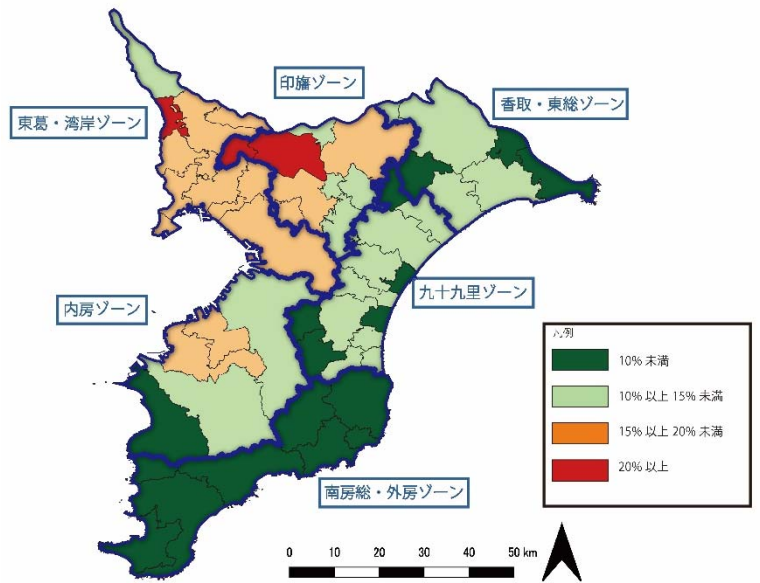 印旛ゾーン
香取・東総ゾーン
東葛・湾岸ゾーン
九十九里ゾーン
内房ゾーン
凡例
10% 未満
10% 以上 15% 未満
15% 以上 20% 未満
20% 以上
南房総・外房ゾーン
0 10 20 30 40 50 km